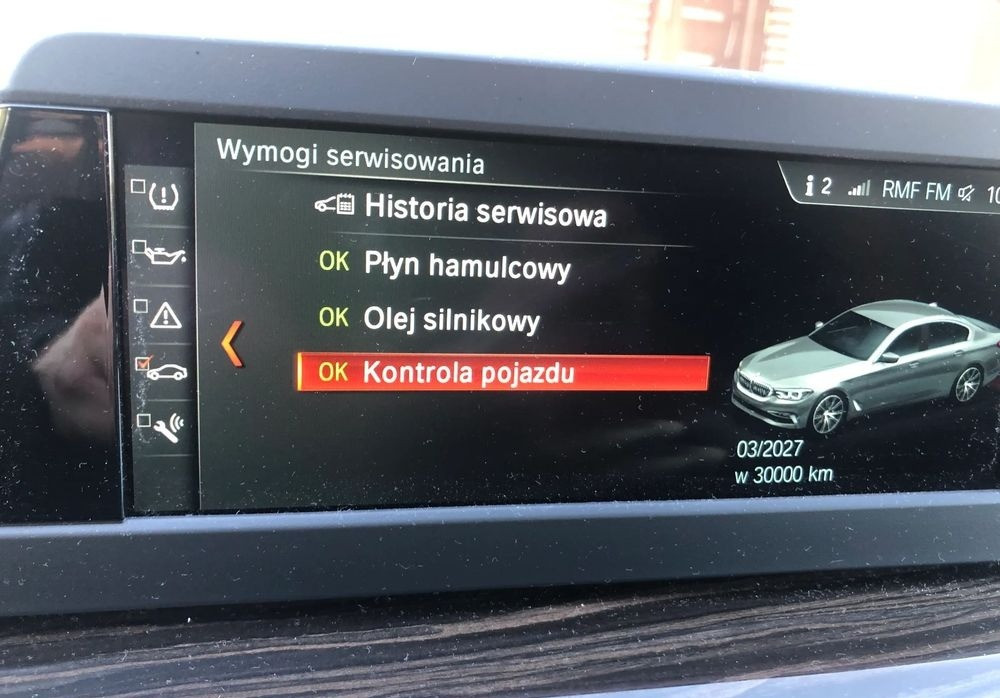 Wymogi serwisowania
i 2 RMF FM 10
Historia serwisowa
OK Płyn hamulcowy
OK Olej silnikowy
OK Kontrola pojazdu
03/2027
w 30000 km